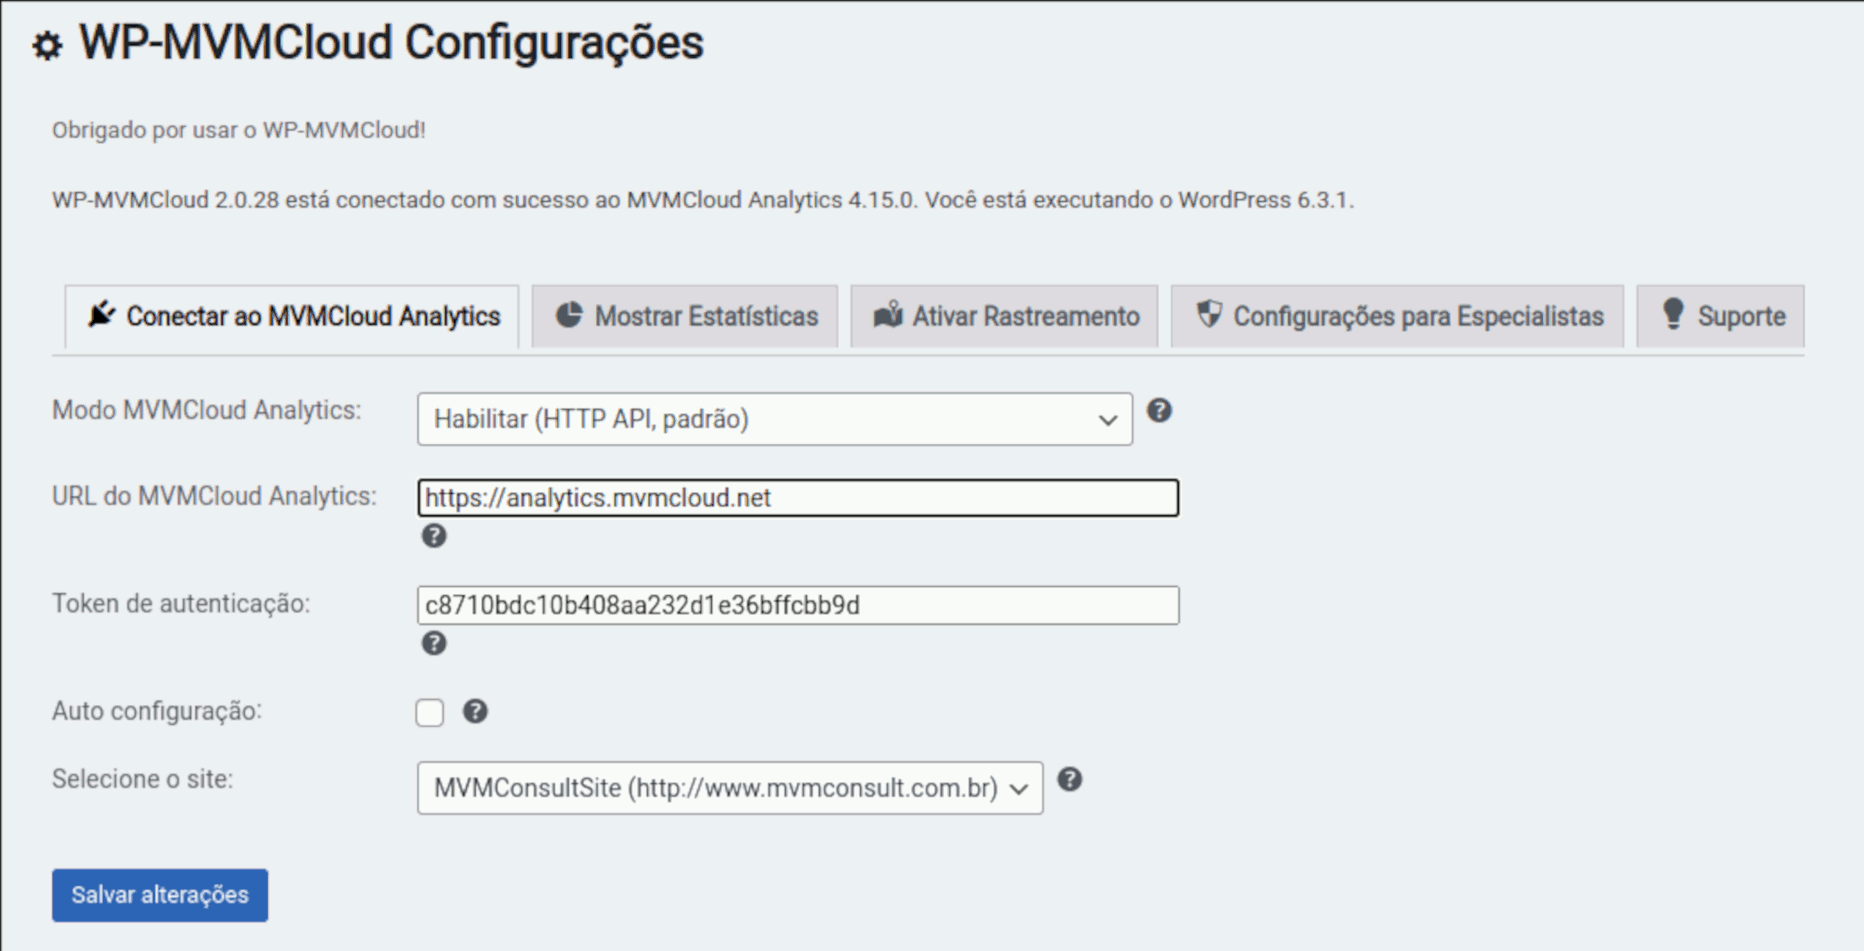 WP-MVMCloud Configurações
Obrigado por usar o WP-MVMCloud!
WP-MVMCloud 2.0.28 está conectado com sucesso ao MVMCloud Analytics 4.15.0. Você está executando o WordPress 6.3.1.
Conectar ao MVMCloud Analytics Mostrar Estatísticas Ativar Rastreamento Configurações para Especialistas Suporte
Modo MVMCloud Analytics: Habilitar (HTTP API, padrão)
URL do MVMCloud Analytics: https://analytics.mvmcloud.net
Token de autenticação: c8710bdc10b408aa232d1e36bffcbb9d
Auto configuração:
Selecione o site: MVMConsultSite (http://www.mvmconsult.com.br)
Salvar alterações